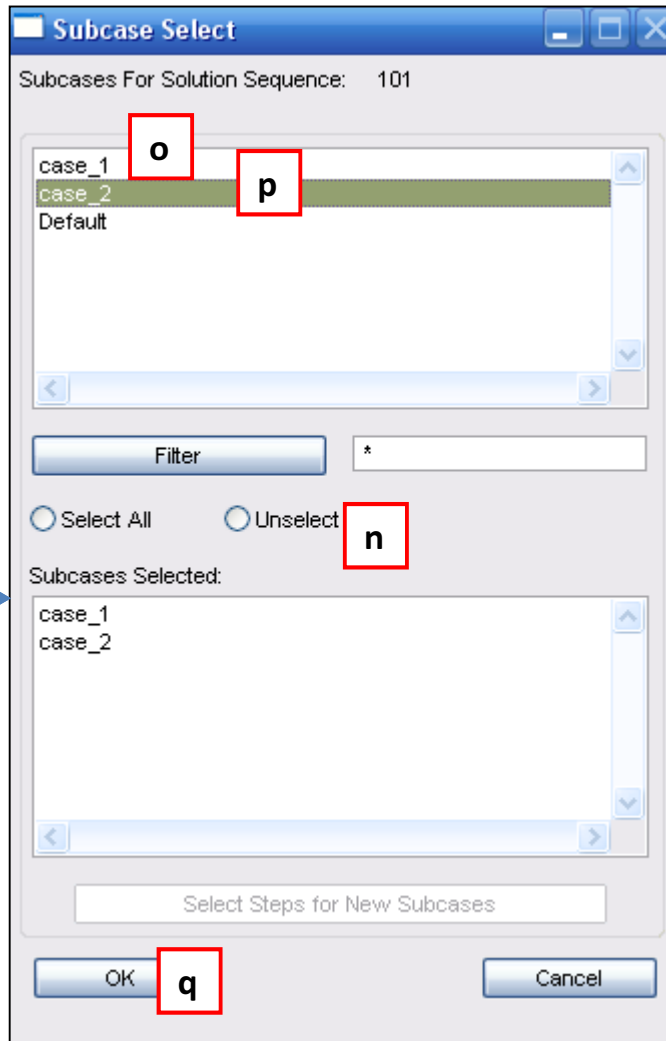 Subcase Select
Subcases For Solution Sequence: 101
o
case_1
p
case_2
Default
Filter *
Select All Unselect
n
Subcases Selected:
case_1
case_2
Select Steps for New Subcases
OK q Cancel